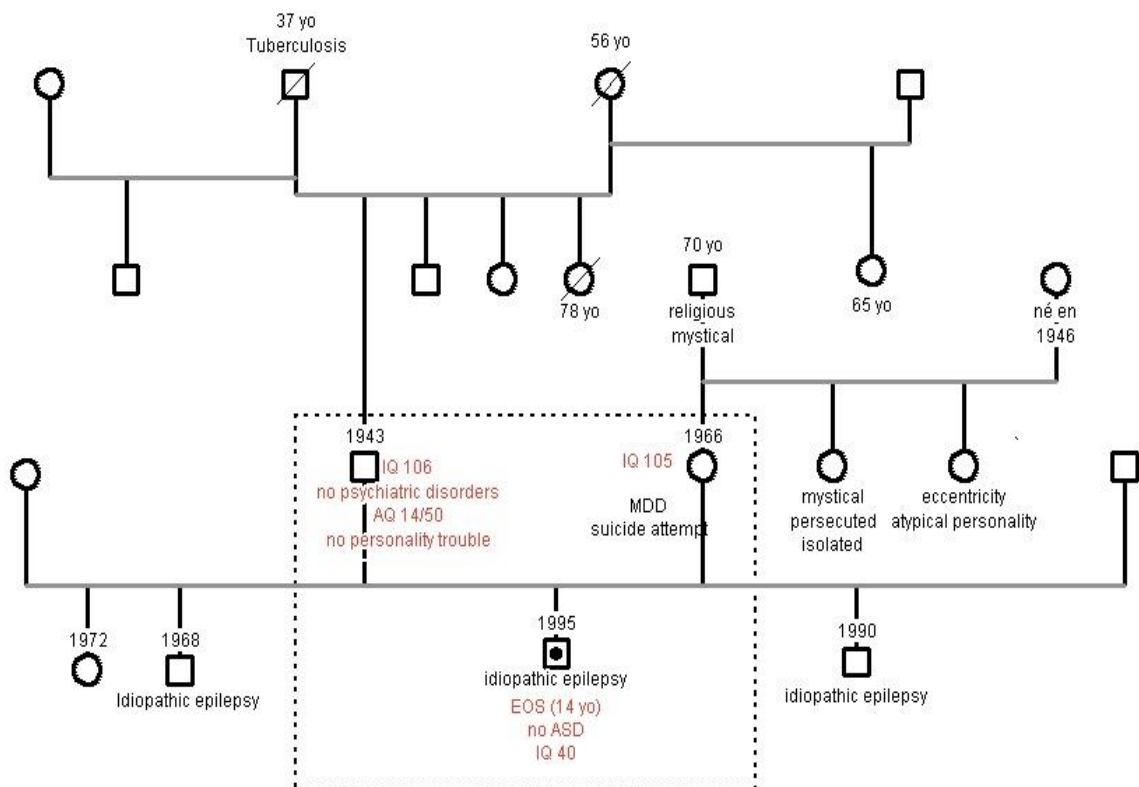 37 yo
Tuberculosis
56 yo
70 yo
religious
mystical
78 yo
65 yo
né en
1946
1943
IQ 106
no psychiatric disorders
AQ 14/50
no personality trouble
1966
IQ 105
MDD
suicide attempt
mystical
persecuted
isolated
eccentricity
atypical personality
1972
1968
Idiopathic epilepsy
1995
idiopathic epilepsy
EOS (14 yo)
no ASD
IQ 40
1990
idiopathic epilepsy